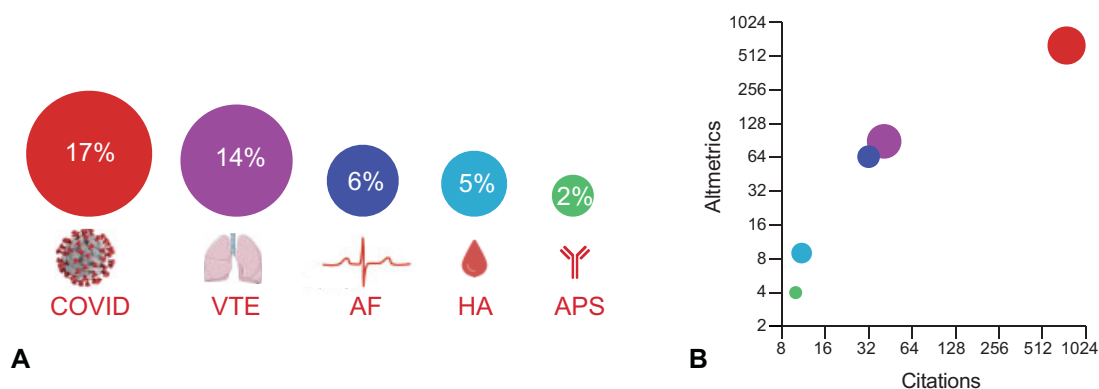 17%
14%
6%
5%
2%
COVID
VTE
AF
HA
APS
A
Altmetrics
1024
512
256
128
64
32
16
8
4
2
8 16 32 64 128 256 512 1024
Citations
B